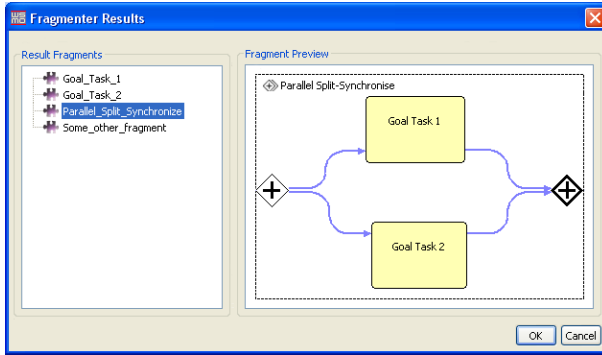 Fragmenter Results
Result Fragments
Goal_Task_1
Goal_Task_2
Parallel_Split_Synchronize
Some_other_fragment
Fragment Preview
Parallel Split-Synchronise
Goal Task 1
Goal Task 2
OK
Cancel